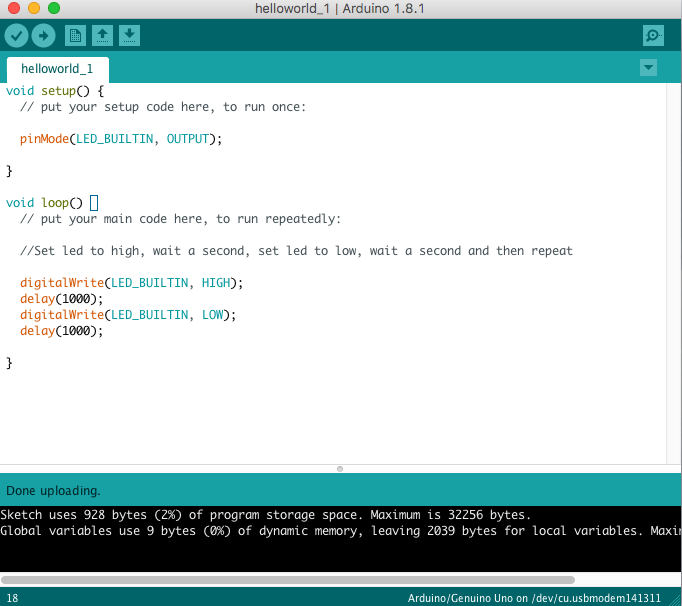 helloworld_1 | Arduino 1.8.1
helloworld_1
void setup() {
// put your setup code here, to run once:
pinMode(LED_BUILTIN, OUTPUT);
}
void loop()
// put your main code here, to run repeatedly:
//Set led to high, wait a second, set led to low, wait a second and then repeat
digitalWrite(LED_BUILTIN, HIGH);
delay(1000);
digitalWrite(LED_BUILTIN, LOW);
delay(1000);
}
Done uploading.
Sketch uses 928 bytes (2%) of program storage space. Maximum is 32256 bytes.
Global variables use 9 bytes (0%) of dynamic memory, leaving 2039 bytes for local variables. Maxi
18
Arduino/Genuino Uno on /dev/cu.usbmodem141311